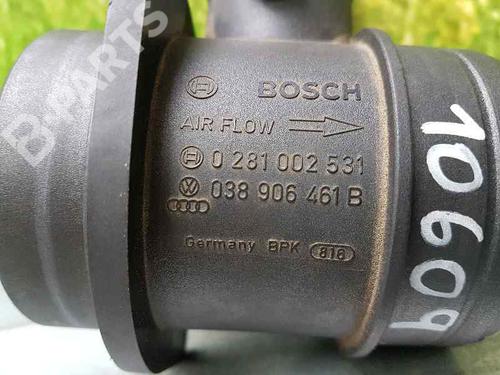 B-PARTS
BOSCH
AIR FLOW
0 281 002 531
038 906 461 B
Germany BPK 816
10609